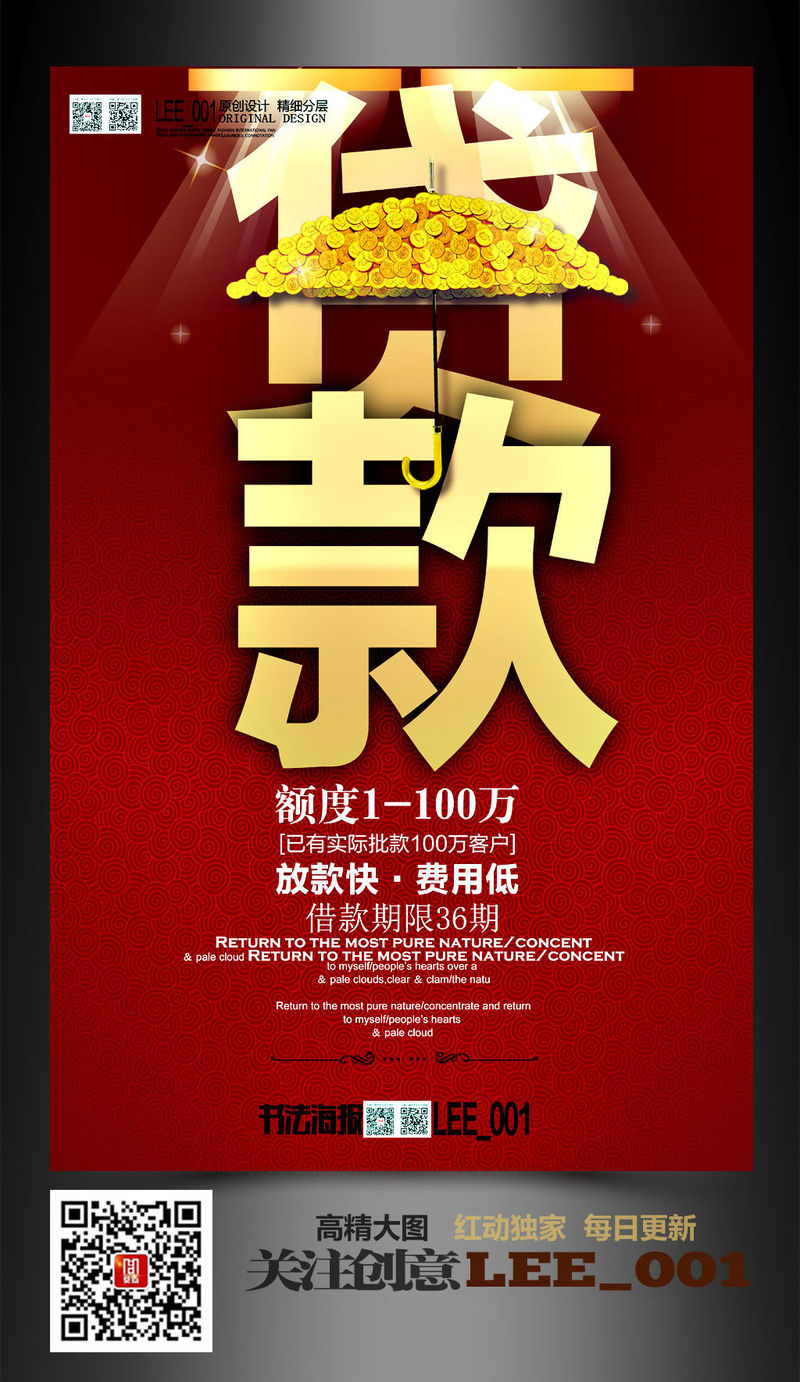 LEE_001 原创设计 精细分层
ORIGINAL DESIGN
贷
款
额度1-100万
[已有实际批款100万客户]
放款快·费用低
借款期限36期
RETURN TO THE MOST PURE NATURE/CONCENT
& pale cloud RETURN TO THE MOST PURE NATURE/CONCENT
to myself/people's hearts over a
& pale clouds,clear & clam/the natu
Return to the most pure nature/concentrate and return
to myself/people's hearts
& pale cloud
书法海报 LEE_001
高精大图 红动独家 每日更新
关注创意LEE_001